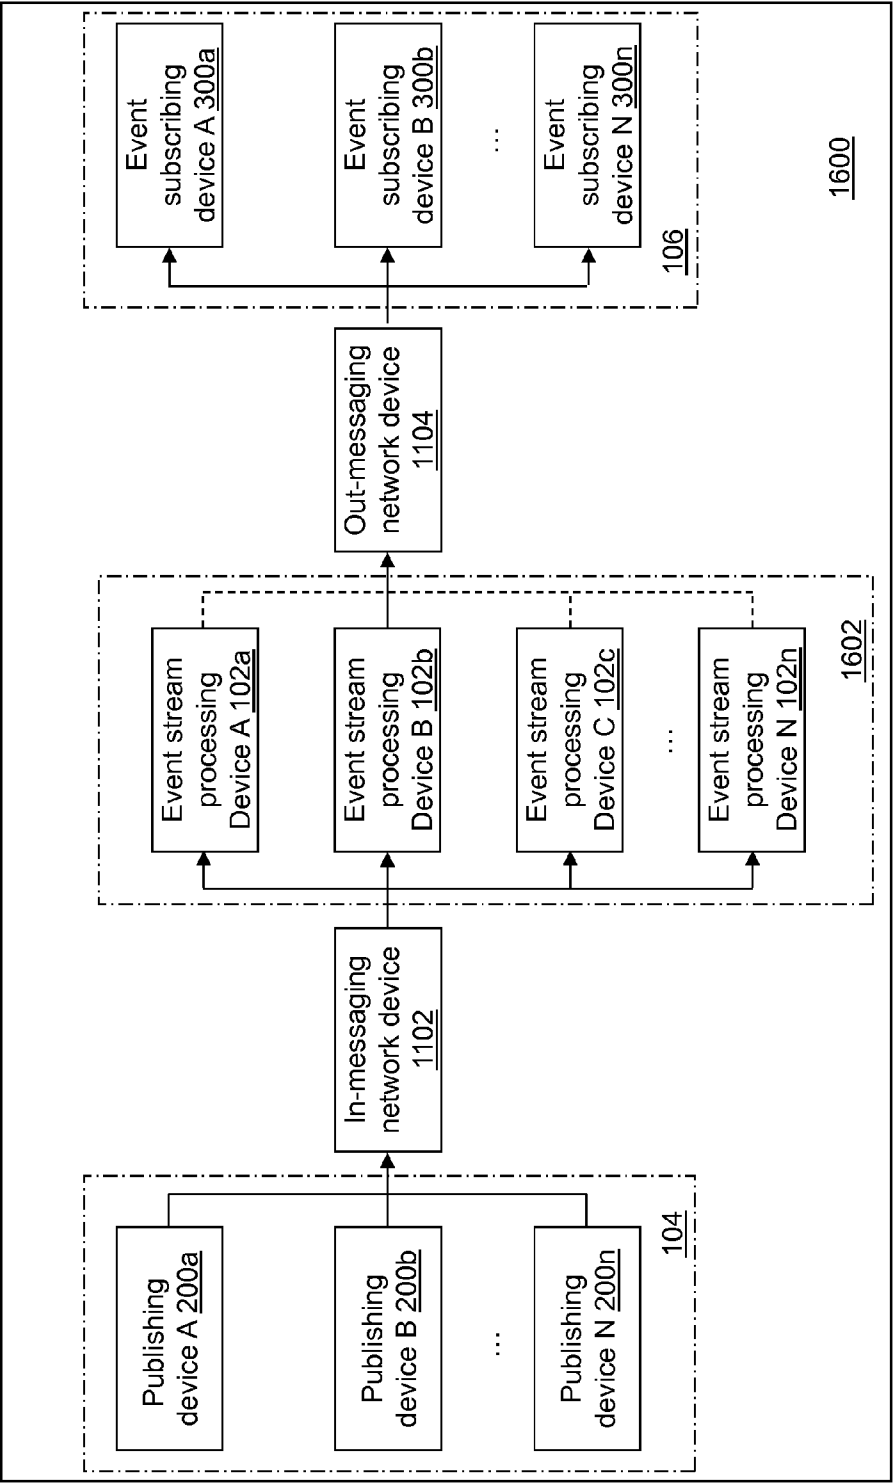 Publishing
device A 200a
Publishing
device B 200b
...
Publishing
device N 200n
104
In-messaging
network device
1102
Event stream
processing
Device A 102a
Event stream
processing
Device B 102b
Event stream
processing
Device C 102c
...
Event stream
processing
Device N 102n
1602
Out-messaging
network device
1104
Event
subscribing
device A 300a
Event
subscribing
device B 300b
...
Event
subscribing
device N 300n
106
1600